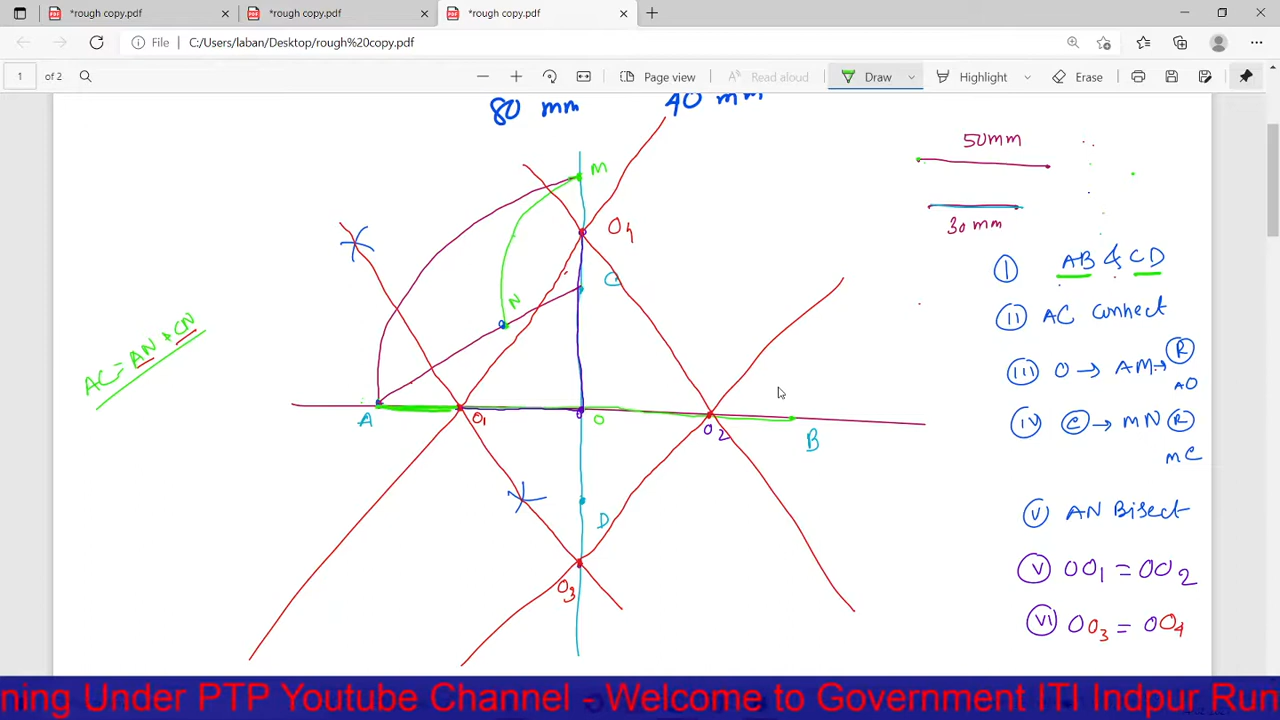 *rough copy.pdf
*rough copy.pdf
*rough copy.pdf
File
C:/Users/laban/Desktop/rough%20copy.pdf
1
of 2
Page view
Read aloud
Draw
Highlight
Erase
80 mm
40 mm
50mm
30mm
M
O4
C
N
AC= AN + CN
A
O1
O
O2
B
D
O3
I AB & CD
II AC Connect
III O → AM → R
AO
IV C → MN R
MC
V AN Bisect
V OO1 = OO2
VI OO3 = OO4
ning Under PTP Youtube Channel - Welcome to Government ITI Indpur Run